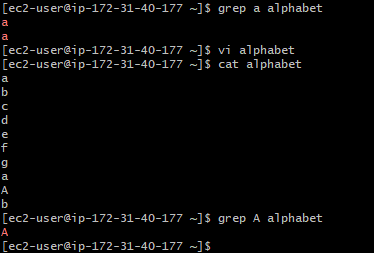 [ec2-user@ip-172-31-40-177 ~]$ grep a alphabet
a
a
[ec2-user@ip-172-31-40-177 ~]$ vi alphabet
[ec2-user@ip-172-31-40-177 ~]$ cat alphabet
a
b
c
d
e
f
g
a
A
b
[ec2-user@ip-172-31-40-177 ~]$ grep A alphabet
A
[ec2-user@ip-172-31-40-177 ~]$